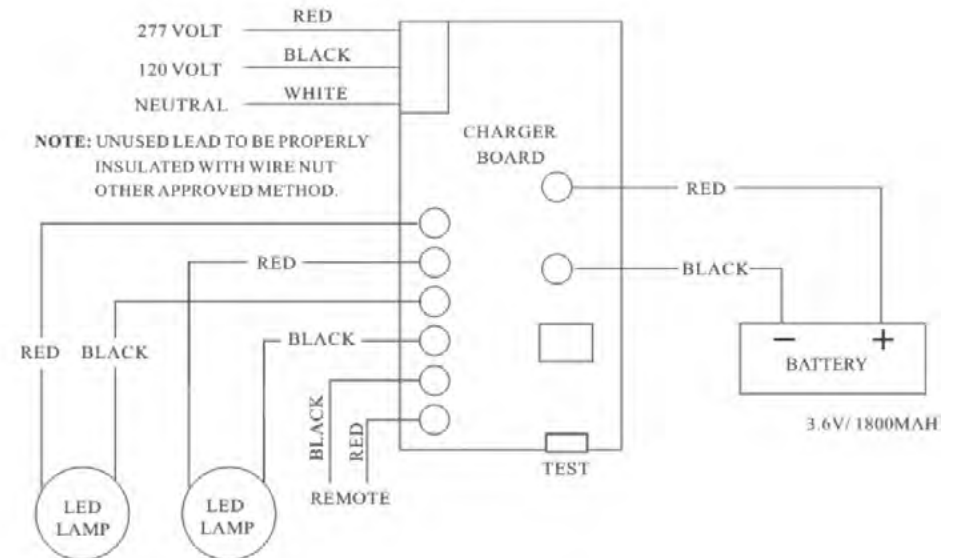 RED
277 VOLT
BLACK
120 VOLT
WHITE
NEUTRAL
NOTE: UNUSED LEAD TO BE PROPERLY
INSULATED WITH WIRE NUT
OTHER APPROVED METHOD.
CHARGER
BOARD
RED
RED
BLACK
BLACK
RED
BLACK
- +
BATTERY
3.6V/ 1800MAH
BLACK
RED
REMOTE
TEST
LED
LAMP
LED
LAMP